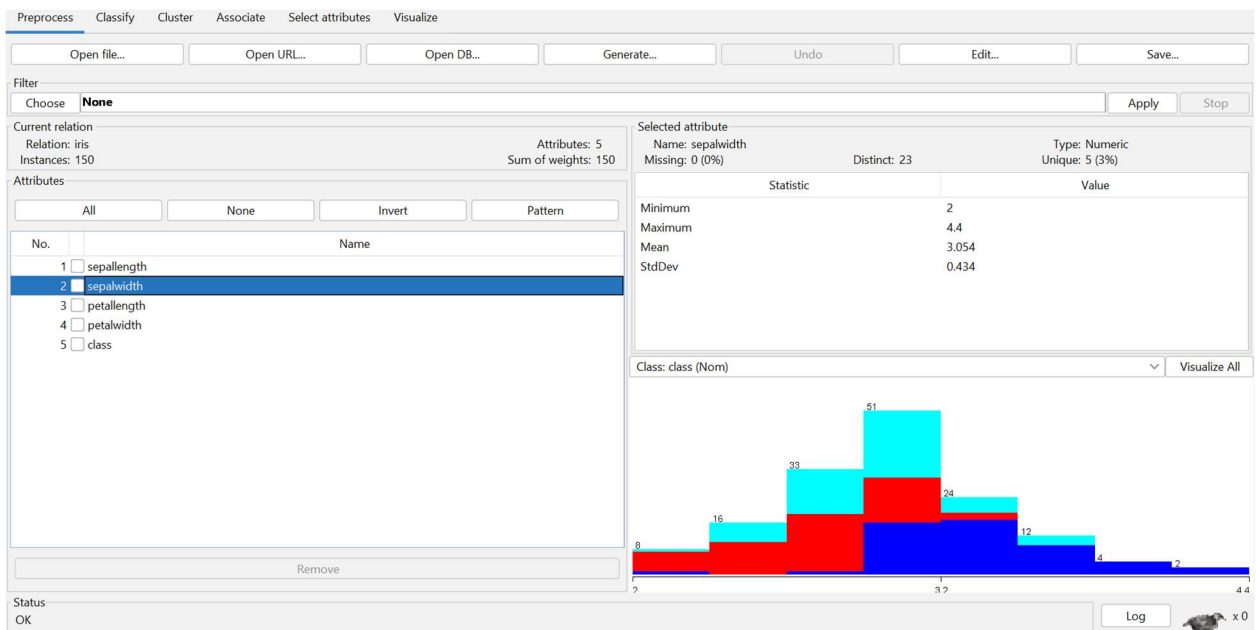 Preprocess Classify Cluster Associate Select attributes Visualize
Open file... Open URL... Open DB... Generate... Undo Edit... Save...
Filter
Choose None Apply Stop
Current relation
Relation: iris Attributes: 5
Instances: 150 Sum of weights: 150
Attributes
All None Invert Pattern
No. Name
1 sepallength
2 sepalwidth
3 petallength
4 petalwidth
5 class
Remove
Selected attribute
Name: sepalwidth Type: Numeric
Missing: 0 (0%) Distinct: 23 Unique: 5 (3%)
Statistic Value
Minimum 2
Maximum 4.4
Mean 3.054
StdDev 0.434
Class: class (Nom) Visualize All
8 16 33 51 24 12 4 2
2 3.2 4.4
Status
OK Log x 0